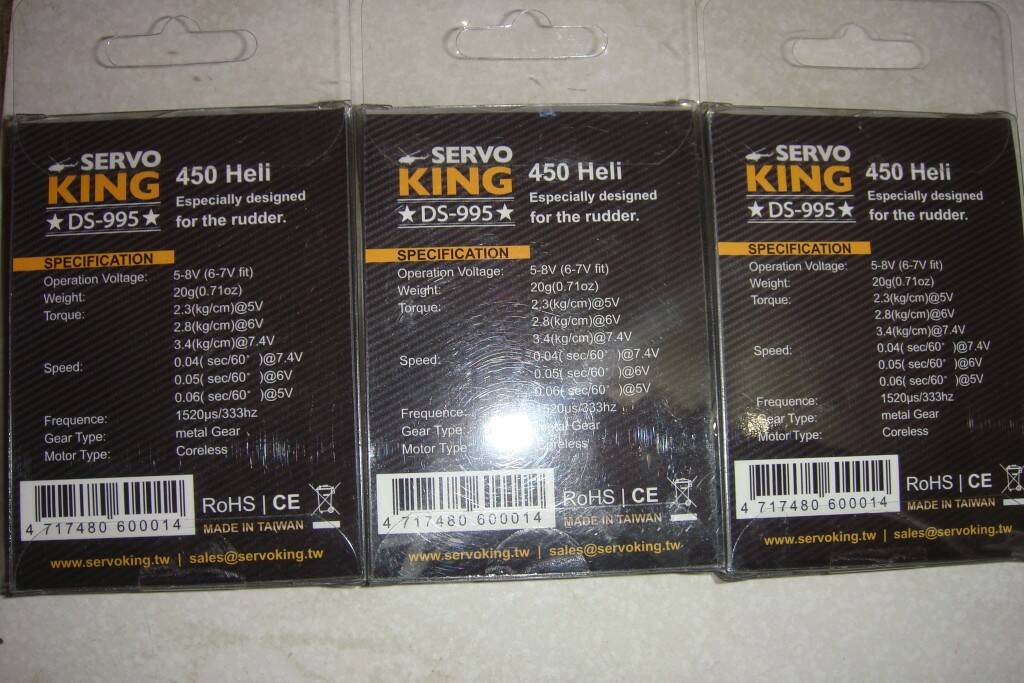 SERVO
KING
★DS-995★
450 Heli
Especially designed
for the rudder.
SPECIFICATION
Operation Voltage: 5-8V (6-7V fit)
Weight: 20g(0.71oz)
Torque: 2.3(kg/cm)@5V
2.8(kg/cm)@6V
3.4(kg/cm)@7.4V
Speed: 0.04( sec/60° )@7.4V
0.05( sec/60° )@6V
0.06( sec/60° )@5V
Frequence: 1520μs/333hz
Gear Type: metal Gear
Motor Type: Coreless
4 717480 600014
RoHS | CE
MADE IN TAIWAN
www.servoking.tw | sales@servoking.tw
SERVO
KING
★DS-995★
450 Heli
Especially designed
for the rudder.
SPECIFICATION
Operation Voltage: 5-8V (6-7V fit)
Weight: 20g(0.71oz)
Torque: 2.3(kg/cm)@5V
2.8(kg/cm)@6V
3.4(kg/cm)@7.4V
Speed: 0.04( sec/60° )@7.4V
0.05( sec/60° )@6V
0.06( sec/60° )@5V
Frequence: 1520μs/333hz
Gear Type: Gear
Motor Type: Coreless
4 717480 600014
RoHS | CE
MADE IN TAIWAN
www.servoking.tw | sales@servoking.tw
SERVO
KING
★DS-995★
450 Heli
Especially designed
for the rudder.
SPECIFICATION
Operation Voltage: 5-8V (6-7V fit)
Weight: 20g(0.71oz)
Torque: 2.3(kg/cm)@5V
2.8(kg/cm)@6V
3.4(kg/cm)@7.4V
Speed: 0.04( sec/60° )@7.4V
0.05( sec/60° )@6V
0.06( sec/60° )@5V
Frequence: 1520μs/333hz
Gear Type: metal Gear
Motor Type: Coreless
4 717480 600014
RoHS | CE
MADE IN TAIWAN
www.servoking.tw | sales@servoking.tw